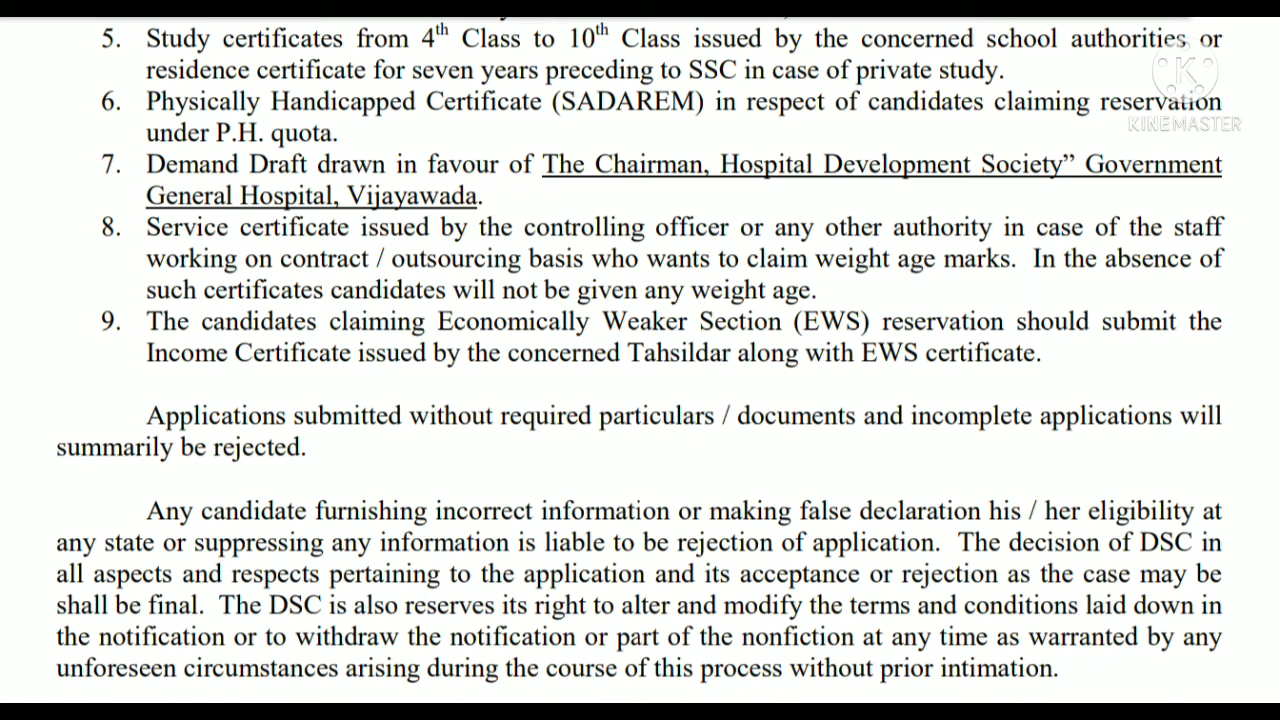 5. Study certificates from 4th Class to 10th Class issued by the concerned school authorities or
residence certificate for seven years preceding to SSC in case of private study.
6. Physically Handicapped Certificate (SADAREM) in respect of candidates claiming reservation
under P.H. quota.
7. Demand Draft drawn in favour of The Chairman, Hospital Development Society” Government
General Hospital, Vijayawada.
8. Service certificate issued by the controlling officer or any other authority in case of the staff
working on contract / outsourcing basis who wants to claim weight age marks. In the absence of
such certificates candidates will not be given any weight age.
9. The candidates claiming Economically Weaker Section (EWS) reservation should submit the
Income Certificate issued by the concerned Tahsildar along with EWS certificate.
Applications submitted without required particulars / documents and incomplete applications will
summarily be rejected.
Any candidate furnishing incorrect information or making false declaration his / her eligibility at
any state or suppressing any information is liable to be rejection of application. The decision of DSC in
all aspects and respects pertaining to the application and its acceptance or rejection as the case may be
shall be final. The DSC is also reserves its right to alter and modify the terms and conditions laid down in
the notification or to withdraw the notification or part of the nonfiction at any time as warranted by any
unforeseen circumstances arising during the course of this process without prior intimation.
K
KINEMASTER